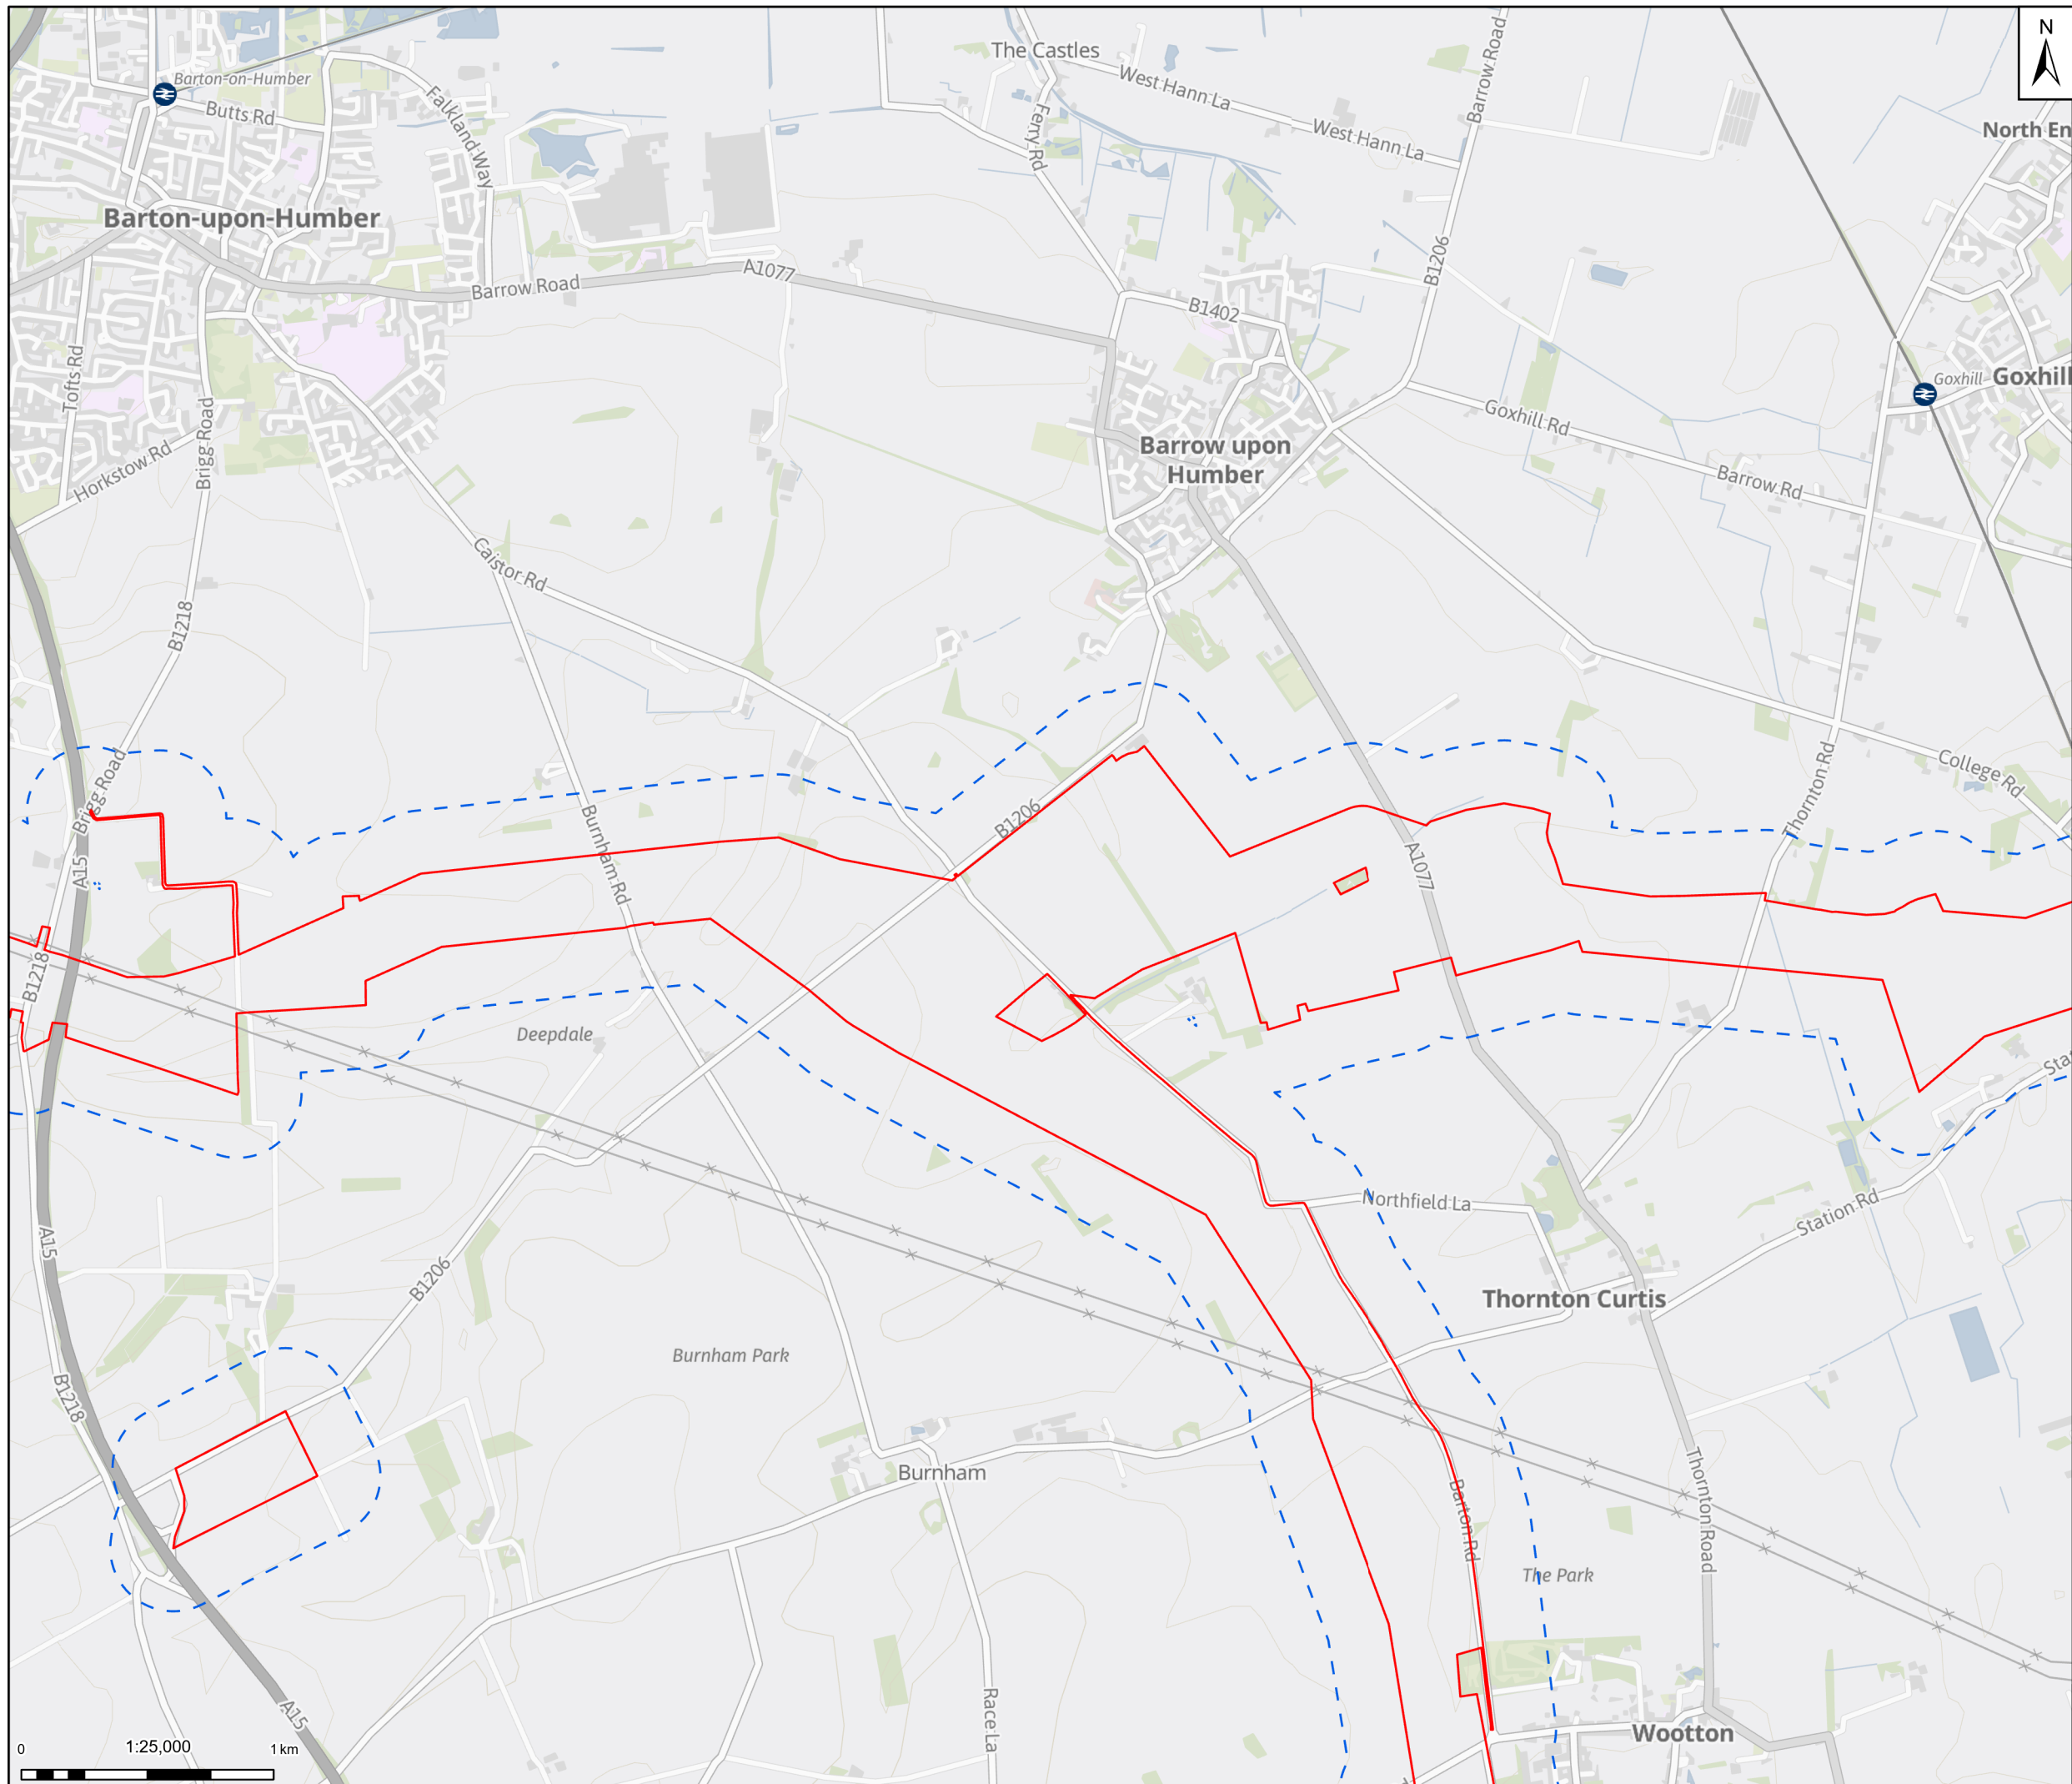 N
The Castles
West Hann La
Barrow Road
Barton-on-Humber
Butts Rd
Falkland Way
Ferry Rd
West Hann La
Barton-upon-Humber
B1206
A1077
Barrow Road
B1402
Tofts Rd
Goxhill
Brigg Road
Goxhill Rd
Barrow upon
Humber
Horkstow Rd
Barrow Rd
Caistor Rd
B1218
Thornton Rd
College Rd
Brigg Road
B1206
Burnham Rd
A15
A1077
B1218
Deepdale
Northfield La
Station Rd
A15
B1206
Thornton Curtis
Burnham Park
B1218
Burnham
Thornton Road
Barton Rd
The Park
A15
Race La
Wootton
0
1:25,000
1 km